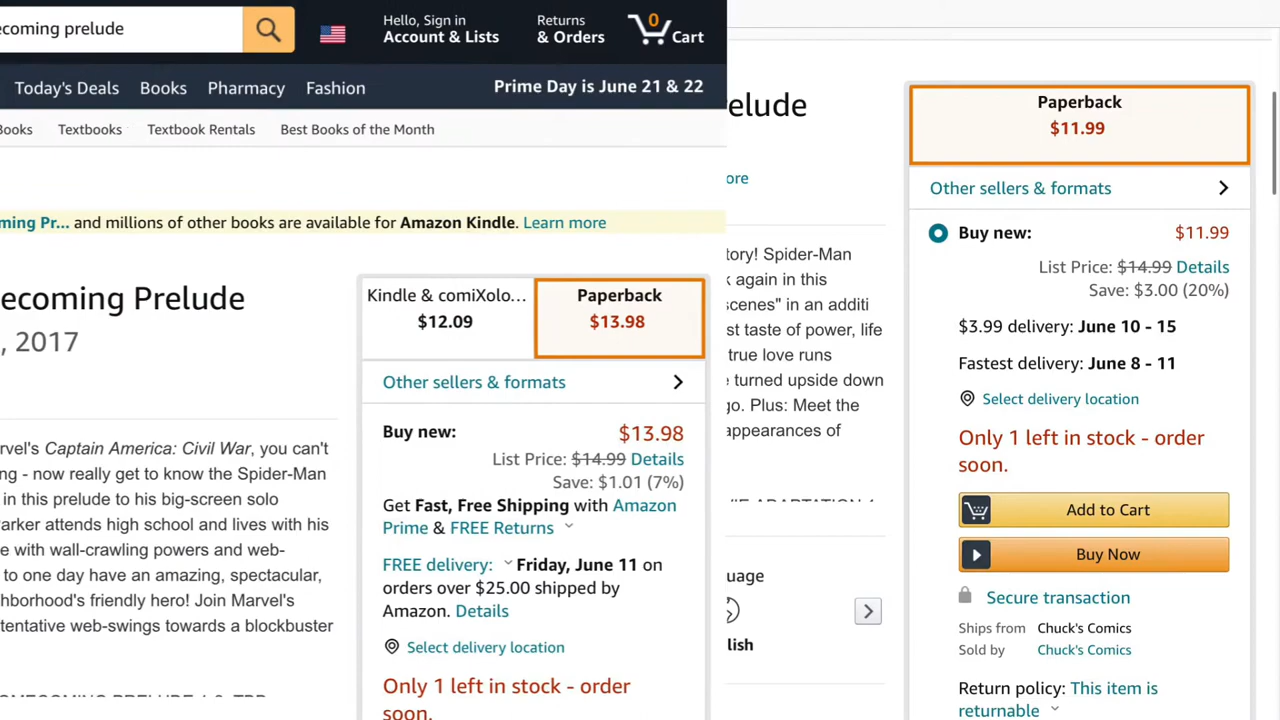 ecoming prelude
Hello, Sign in
Account & Lists
Returns
& Orders
0
Cart
Today's Deals
Books
Pharmacy
Fashion
Prime Day is June 21 & 22
Books
Textbooks
Textbook Rentals
Best Books of the Month
ming Pr... and millions of other books are available for Amazon Kindle. Learn more
ecoming Prelude
, 2017
Kindle & comiXolo...
$12.09
Paperback
$13.98
Other sellers & formats
Buy new:
$13.98
List Price: $14.99 Details
Save: $1.01 (7%)
Get Fast, Free Shipping with Amazon
Prime & FREE Returns
FREE delivery: Friday, June 11 on
orders over $25.00 shipped by
Amazon. Details
Select delivery location
Only 1 left in stock - order
soon.
rvel's Captain America: Civil War, you can't
ng - now really get to know the Spider-Man
in this prelude to his big-screen solo
arker attends high school and lives with his
e with wall-crawling powers and web-
to one day have an amazing, spectacular,
hborhood's friendly hero! Join Marvel's
tentative web-swings towards a blockbuster
elude
ore
tory! Spider-Man
k again in this
scenes" in an additi
st taste of power, life
true love runs
e turned upside down
go. Plus: Meet the
appearances of
uage
lish
Paperback
$11.99
Other sellers & formats
Buy new:
$11.99
List Price: $14.99 Details
Save: $3.00 (20%)
$3.99 delivery: June 10 - 15
Fastest delivery: June 8 - 11
Select delivery location
Only 1 left in stock - order
soon.
Add to Cart
Buy Now
Secure transaction
Ships from Chuck's Comics
Sold by Chuck's Comics
Return policy: This item is
returnable